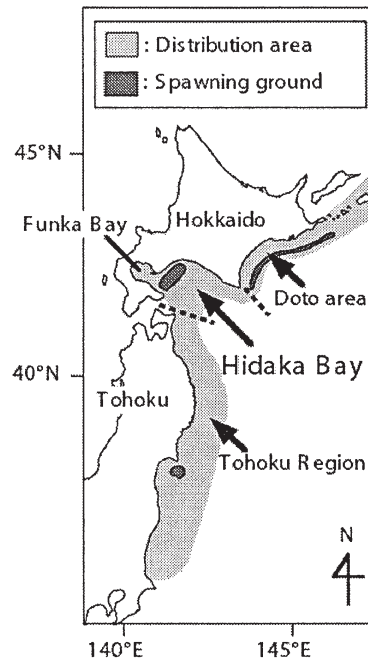 : Distribution area
: Spawning ground
45°N
Funka Bay
Hokkaido
Doto area
Hidaka Bay
40°N
Tohoku
Tohoku Region
N
140°E
145°E